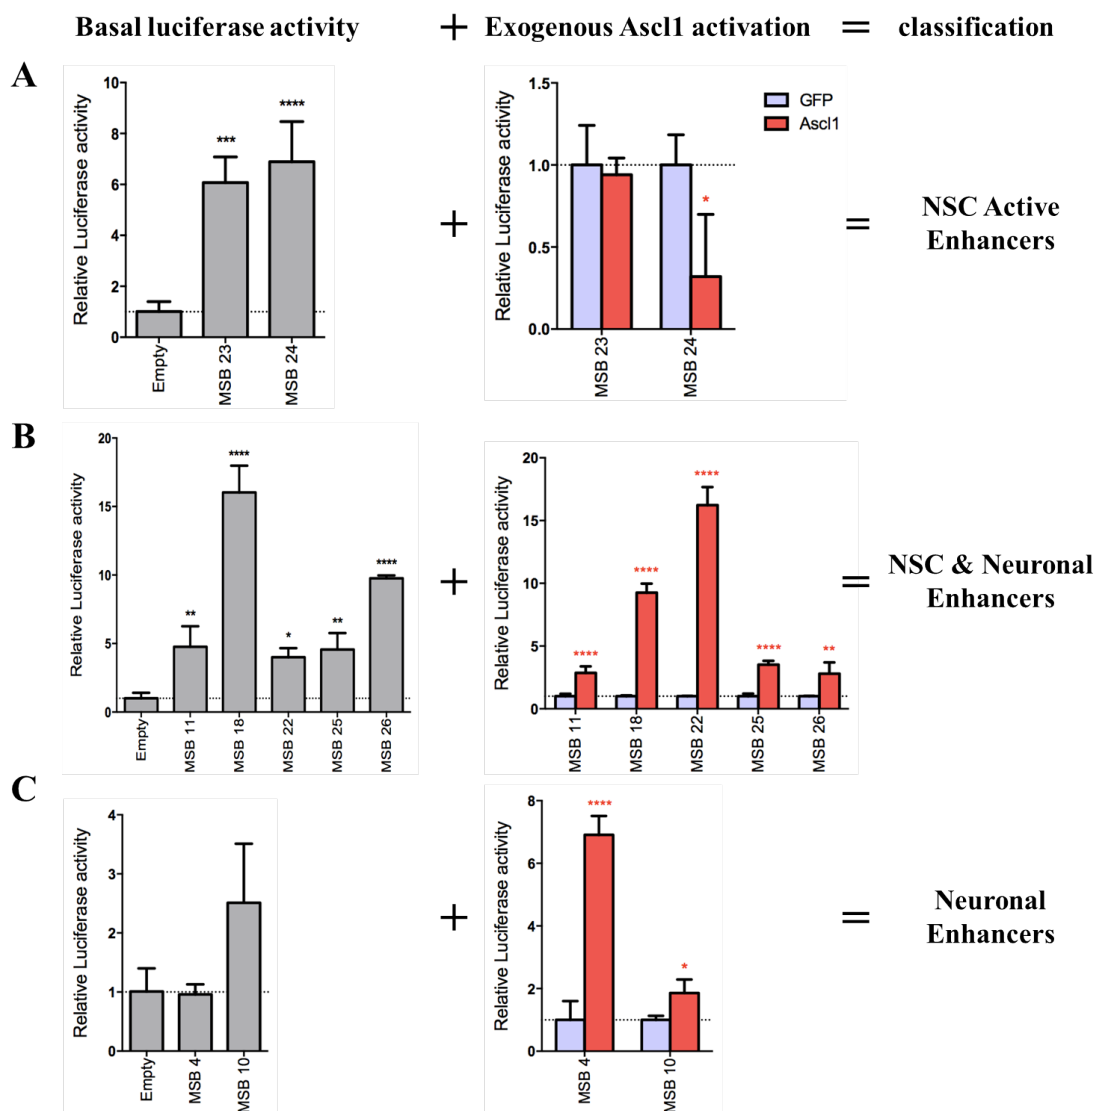 Basal luciferase activity + Exogenous Ascl1 activation = classification
A
Relative Luciferase activity
10
8
6
4
2
0
***
****
Empty
MSB 23
MSB 24
+
Relative Luciferase activity
1.5
1.0
0.5
0.0
GFP
Ascl1
*
MSB 23
MSB 24
=
NSC Active
Enhancers
B
Relative Luciferase activity
20
15
10
5
0
**
****
*
**
****
Empty
MSB 11
MSB 18
MSB 22
MSB 25
MSB 26
+
Relative Luciferase activity
20
15
10
5
0
****
****
****
****
**
MSB 11
MSB 18
MSB 22
MSB 25
MSB 26
=
NSC & Neuronal
Enhancers
C
Relative Luciferase activity
4
3
2
1
0
Empty
MSB 4
MSB 10
+
Relative Luciferase activity
8
6
4
2
0
****
*
MSB 4
MSB 10
=
Neuronal
Enhancers